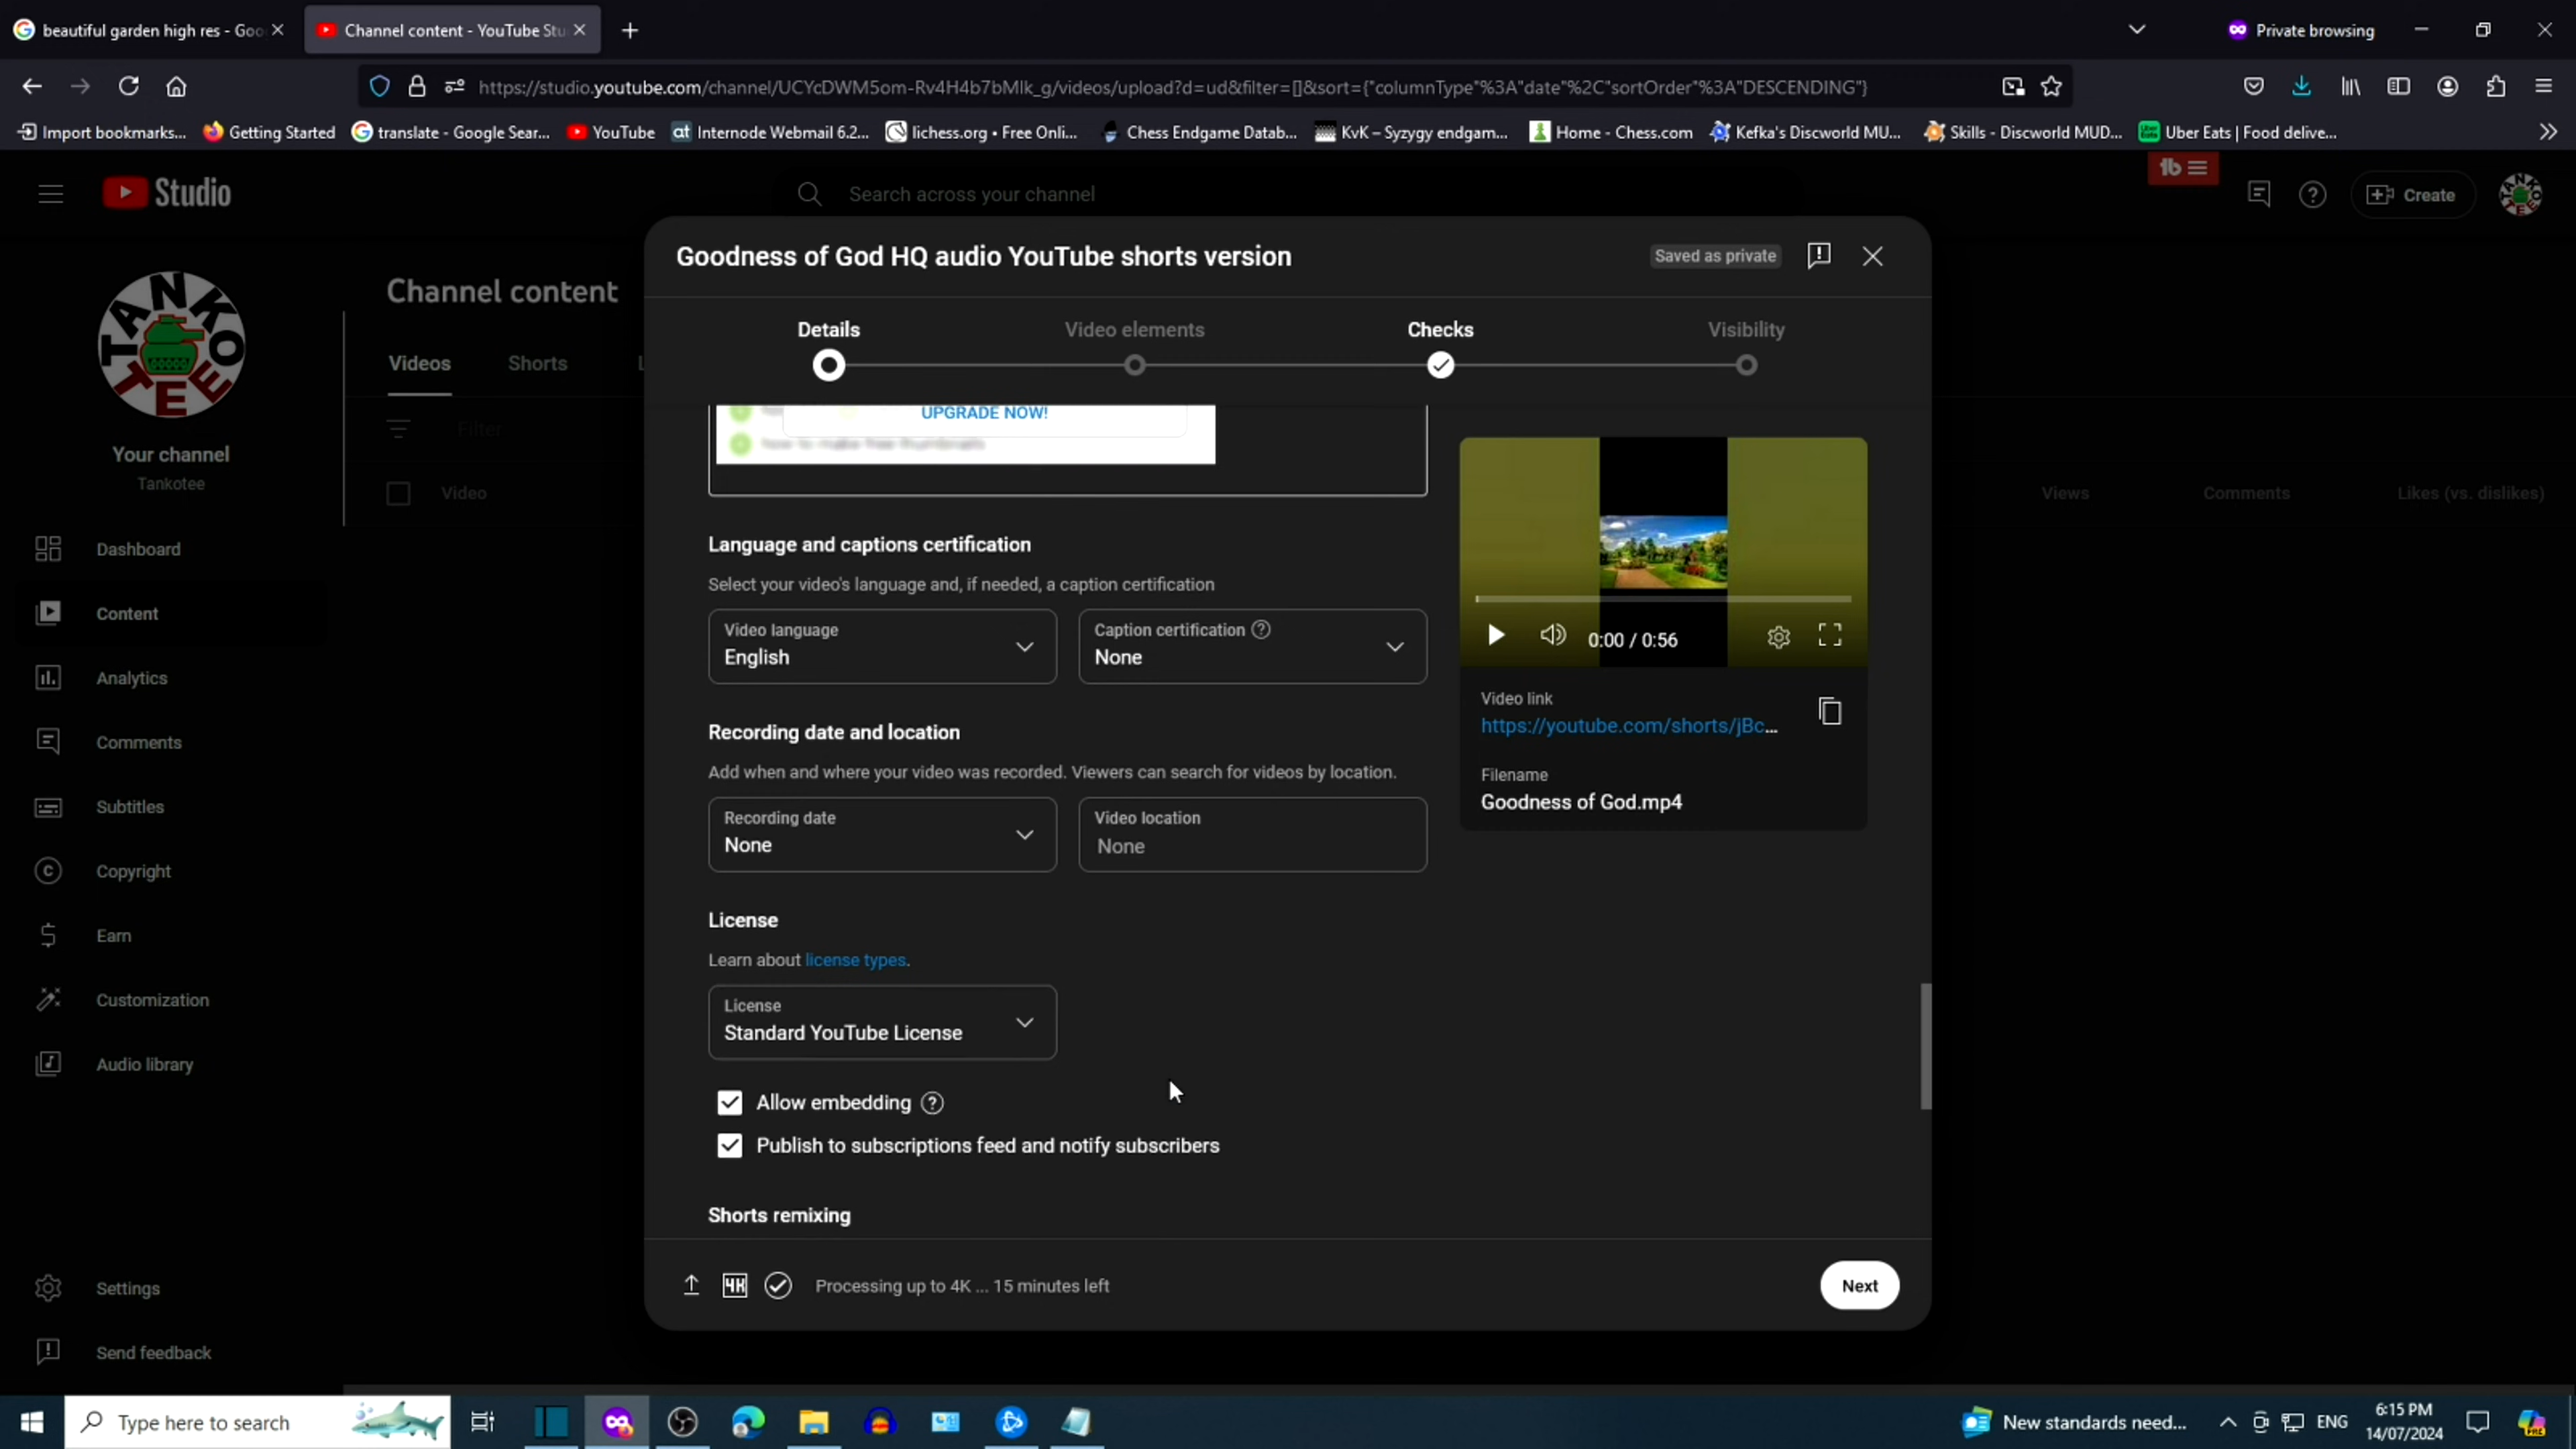 beautiful garden high res - Goo
Channel content - YouTube Stu
Private browsing
https://studio.youtube.com/channel/UCYcDWM5om-Rv4H4b7bMlk_g/videos/upload?d=ud&filter=[]&sort={"columnType"%3A"date"%2C"sortOrder"%3A"DESCENDING"}
Import bookmarks...
Getting Started
translate - Google Sear...
YouTube
Internode Webmail 6.2...
lichess.org • Free Onli...
Chess Endgame Datab...
KvK – Syzygy endgam...
Home - Chess.com
Kefka's Discworld MU...
Skills - Discworld MUD...
Uber Eats | Food delive...
Studio
Search across your channel
Create
TANKOTEE
Your channel
Tankotee
Dashboard
Content
Analytics
Comments
Subtitles
Copyright
Earn
Customization
Audio library
Settings
Send feedback
Channel content
Videos
Shorts
Filter
Video
Views
Comments
Likes (vs. dislikes)
Goodness of God HQ audio YouTube shorts version
Saved as private
Details
Video elements
Checks
Visibility
UPGRADE NOW!
how to make free thumbnails
Language and captions certification
Select your video's language and, if needed, a caption certification
Video language
English
Caption certification
None
Recording date and location
Add when and where your video was recorded. Viewers can search for videos by location.
Recording date
None
Video location
None
License
Learn about license types.
License
Standard YouTube License
Allow embedding
Publish to subscriptions feed and notify subscribers
Shorts remixing
0:00 / 0:56
Video link
https://youtube.com/shorts/jBc...
Filename
Goodness of God.mp4
4K
Processing up to 4K ... 15 minutes left
Next
Type here to search
New standards need...
ENG
6:15 PM
14/07/2024